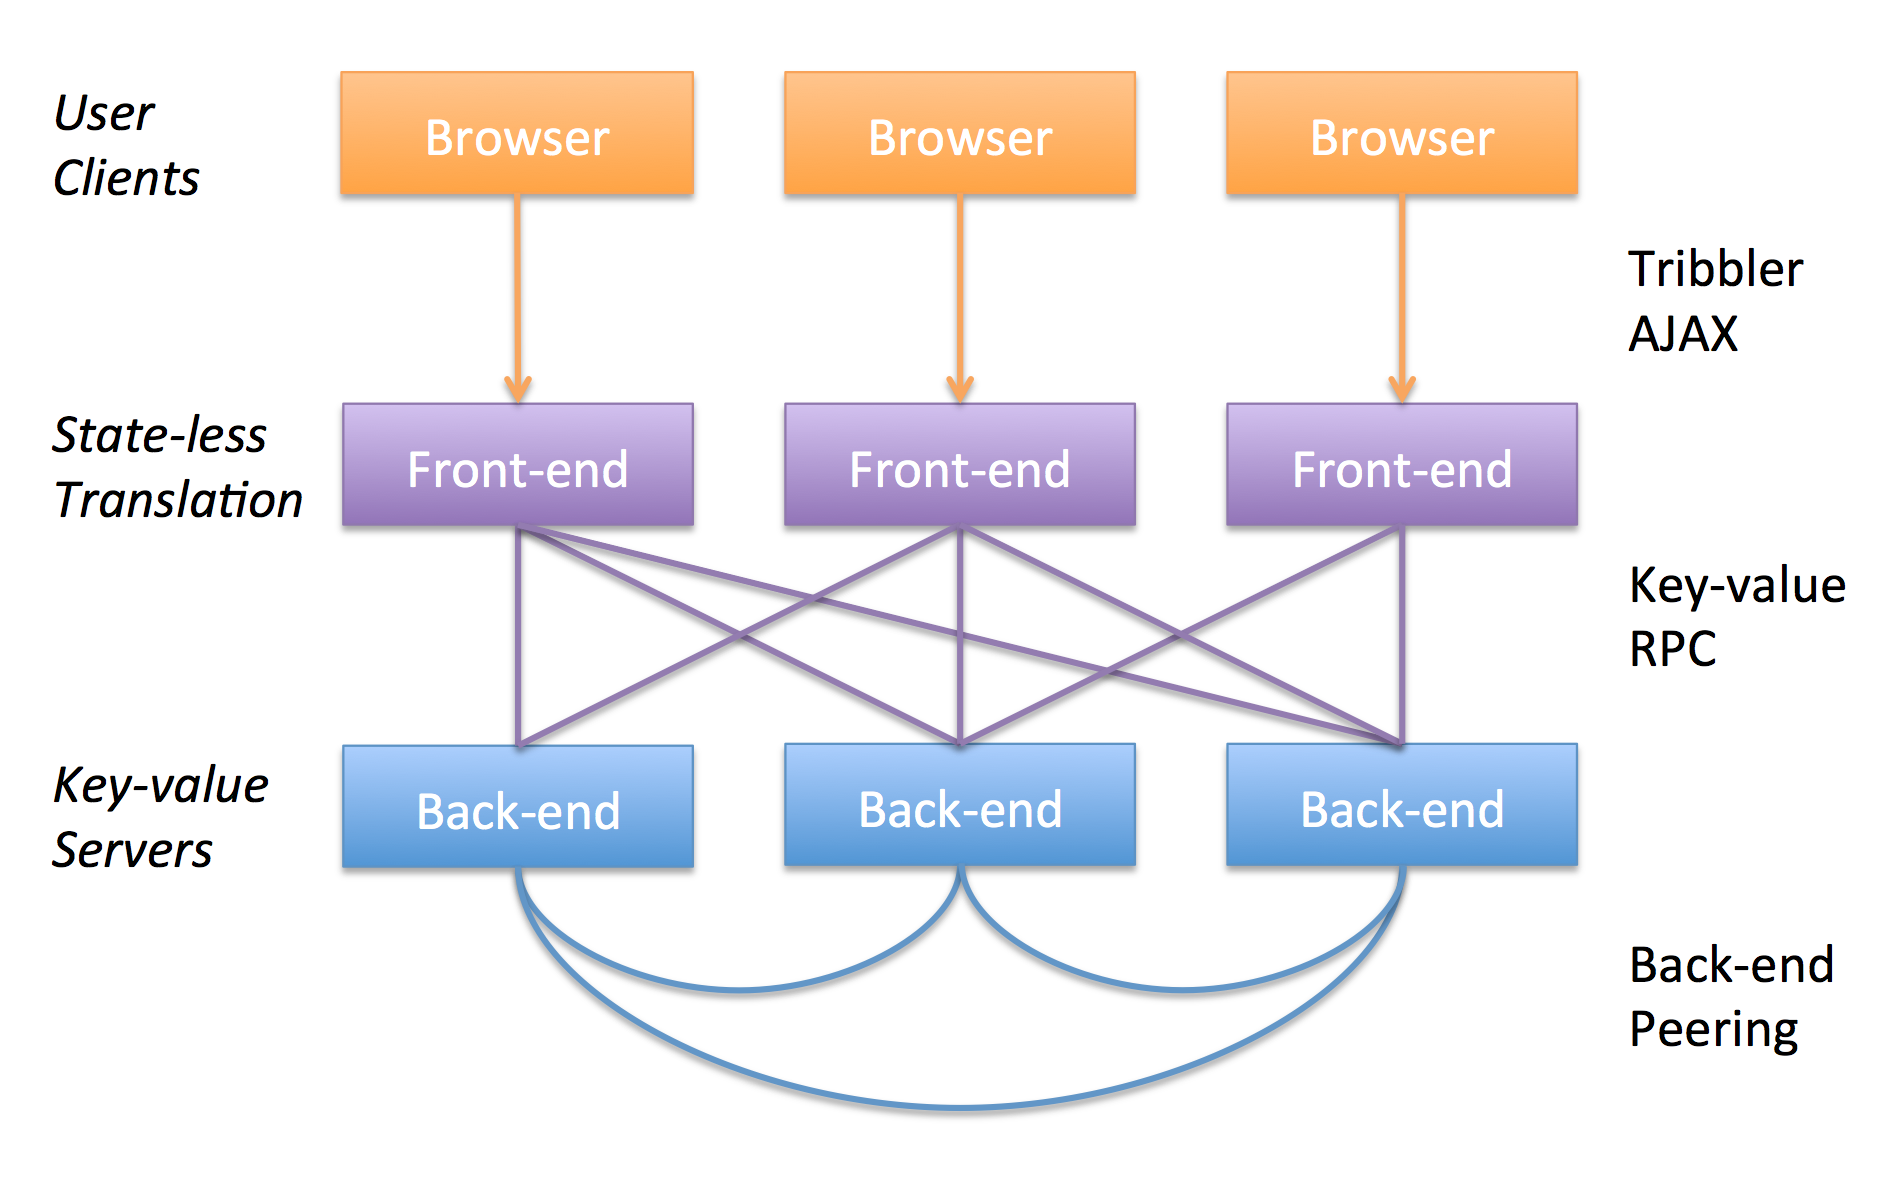 User
Clients
Browser
Browser
Browser
Tribbler
AJAX
State-less
Translation
Front-end
Front-end
Front-end
Key-value
RPC
Key-value
Servers
Back-end
Back-end
Back-end
Back-end
Peering